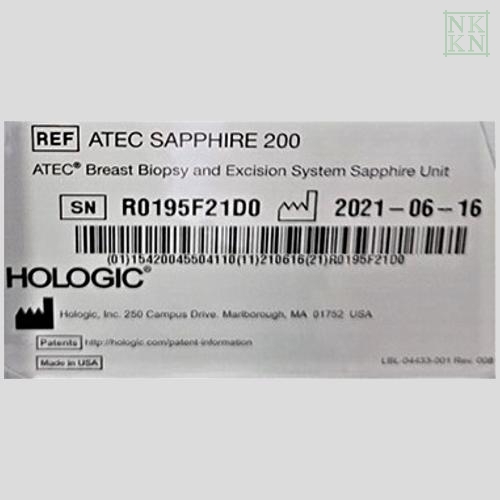 NK
KN
REF ATEC SAPPHIRE 200
ATEC® Breast Biopsy and Excision System Sapphire Unit
SN R0195F21D0 2021-06-16
(01)15420045504110(11)210616(21)R0195F21D0
HOLOGIC®
Hologic, Inc. 250 Campus Drive, Marlborough, MA 01752 USA
Patents http://hologic.com/patent-information
Made in USA LBL-04433-001 Rev. 008